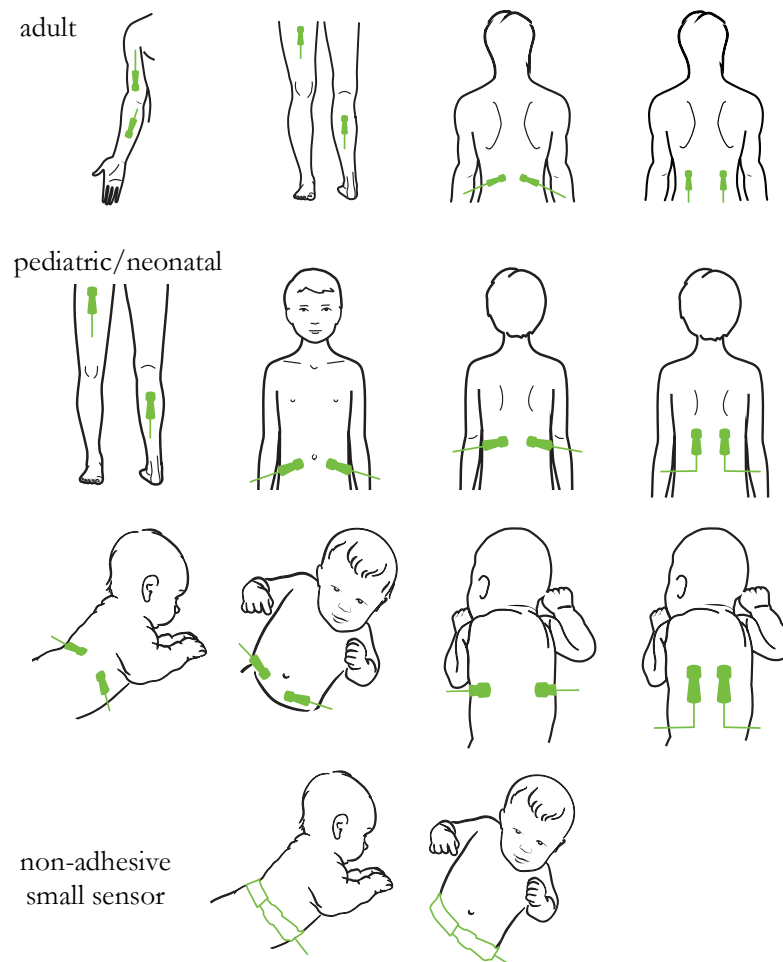 adult
pediatric/neonatal
non-adhesive
small sensor